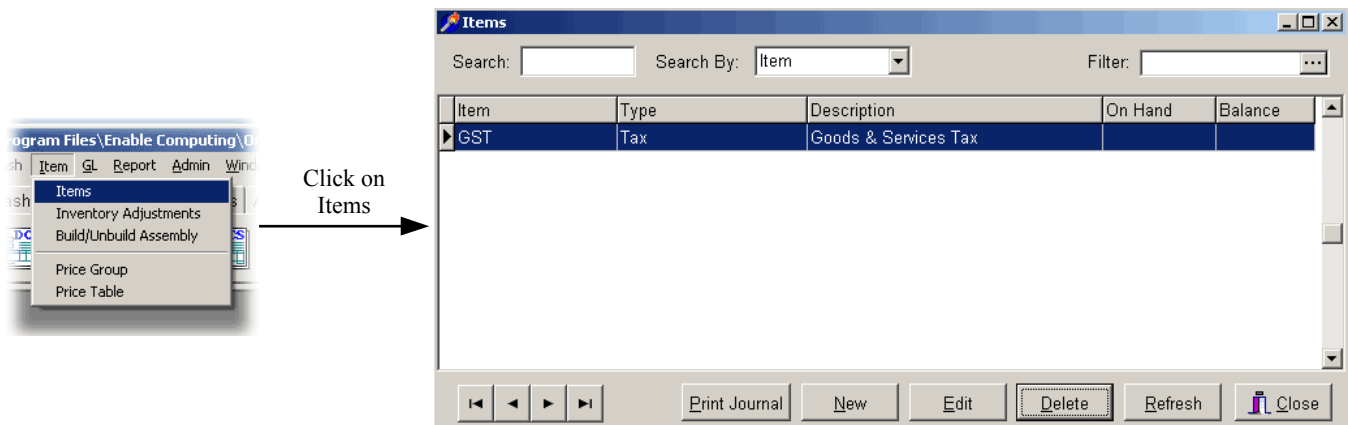 rogram Files\Enable Computing\O
sh Item GL Report Admin Wind
Items
Inventory Adjustments
Build/Unbuild Assembly
Price Group
Price Table
Click on
Items
Items
Search: Search By: Item Filter:
Item Type Description On Hand Balance
GST Tax Goods & Services Tax
Print Journal New Edit Delete Refresh Close